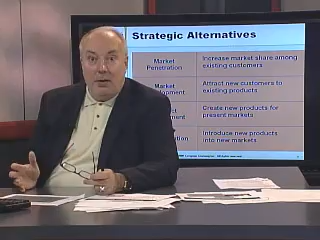 Strategic Alternatives
Market
Penetration
Increase market share among
existing customers
Market
Attract new customers to
existing products
Create new products for
present markets
Introduce new products
into new markets